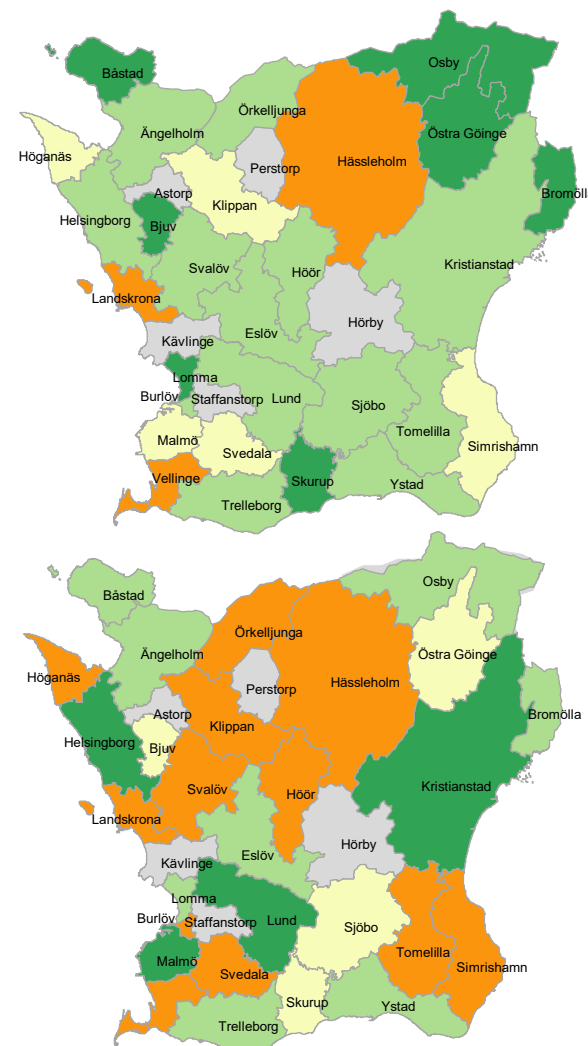 Osby
Båstad
Örkelljunga
Östra Göinge
Ängelholm
Höganäs
Perstorp
Hässleholm
Astorp
Bromölla
Klippan
Helsingborg
Bjuv
Kristianstad
Svalöv
Höör
Landskrona
Hörby
Eslöv
Kävlinge
Lomma
Burlöv
Staffanstorp
Lund
Sjöbo
Tomelilla
Malmö
Simrishamn
Svedala
Vellinge
Skurup
Ystad
Trelleborg
Osby
Båstad
Örkelljunga
Ängelholm
Östra Göinge
Höganäs
Hässleholm
Perstorp
Astorp
Bromölla
Klippan
Helsingborg
Bjuv
Kristianstad
Svalöv
Höör
Landskrona
Hörby
Eslöv
Kävlinge
Lomma
Burlöv
Staffanstorp
Lund
Sjöbo
Tomelilla
Malmö
Simrishamn
Svedala
Skurup
Ystad
Trelleborg